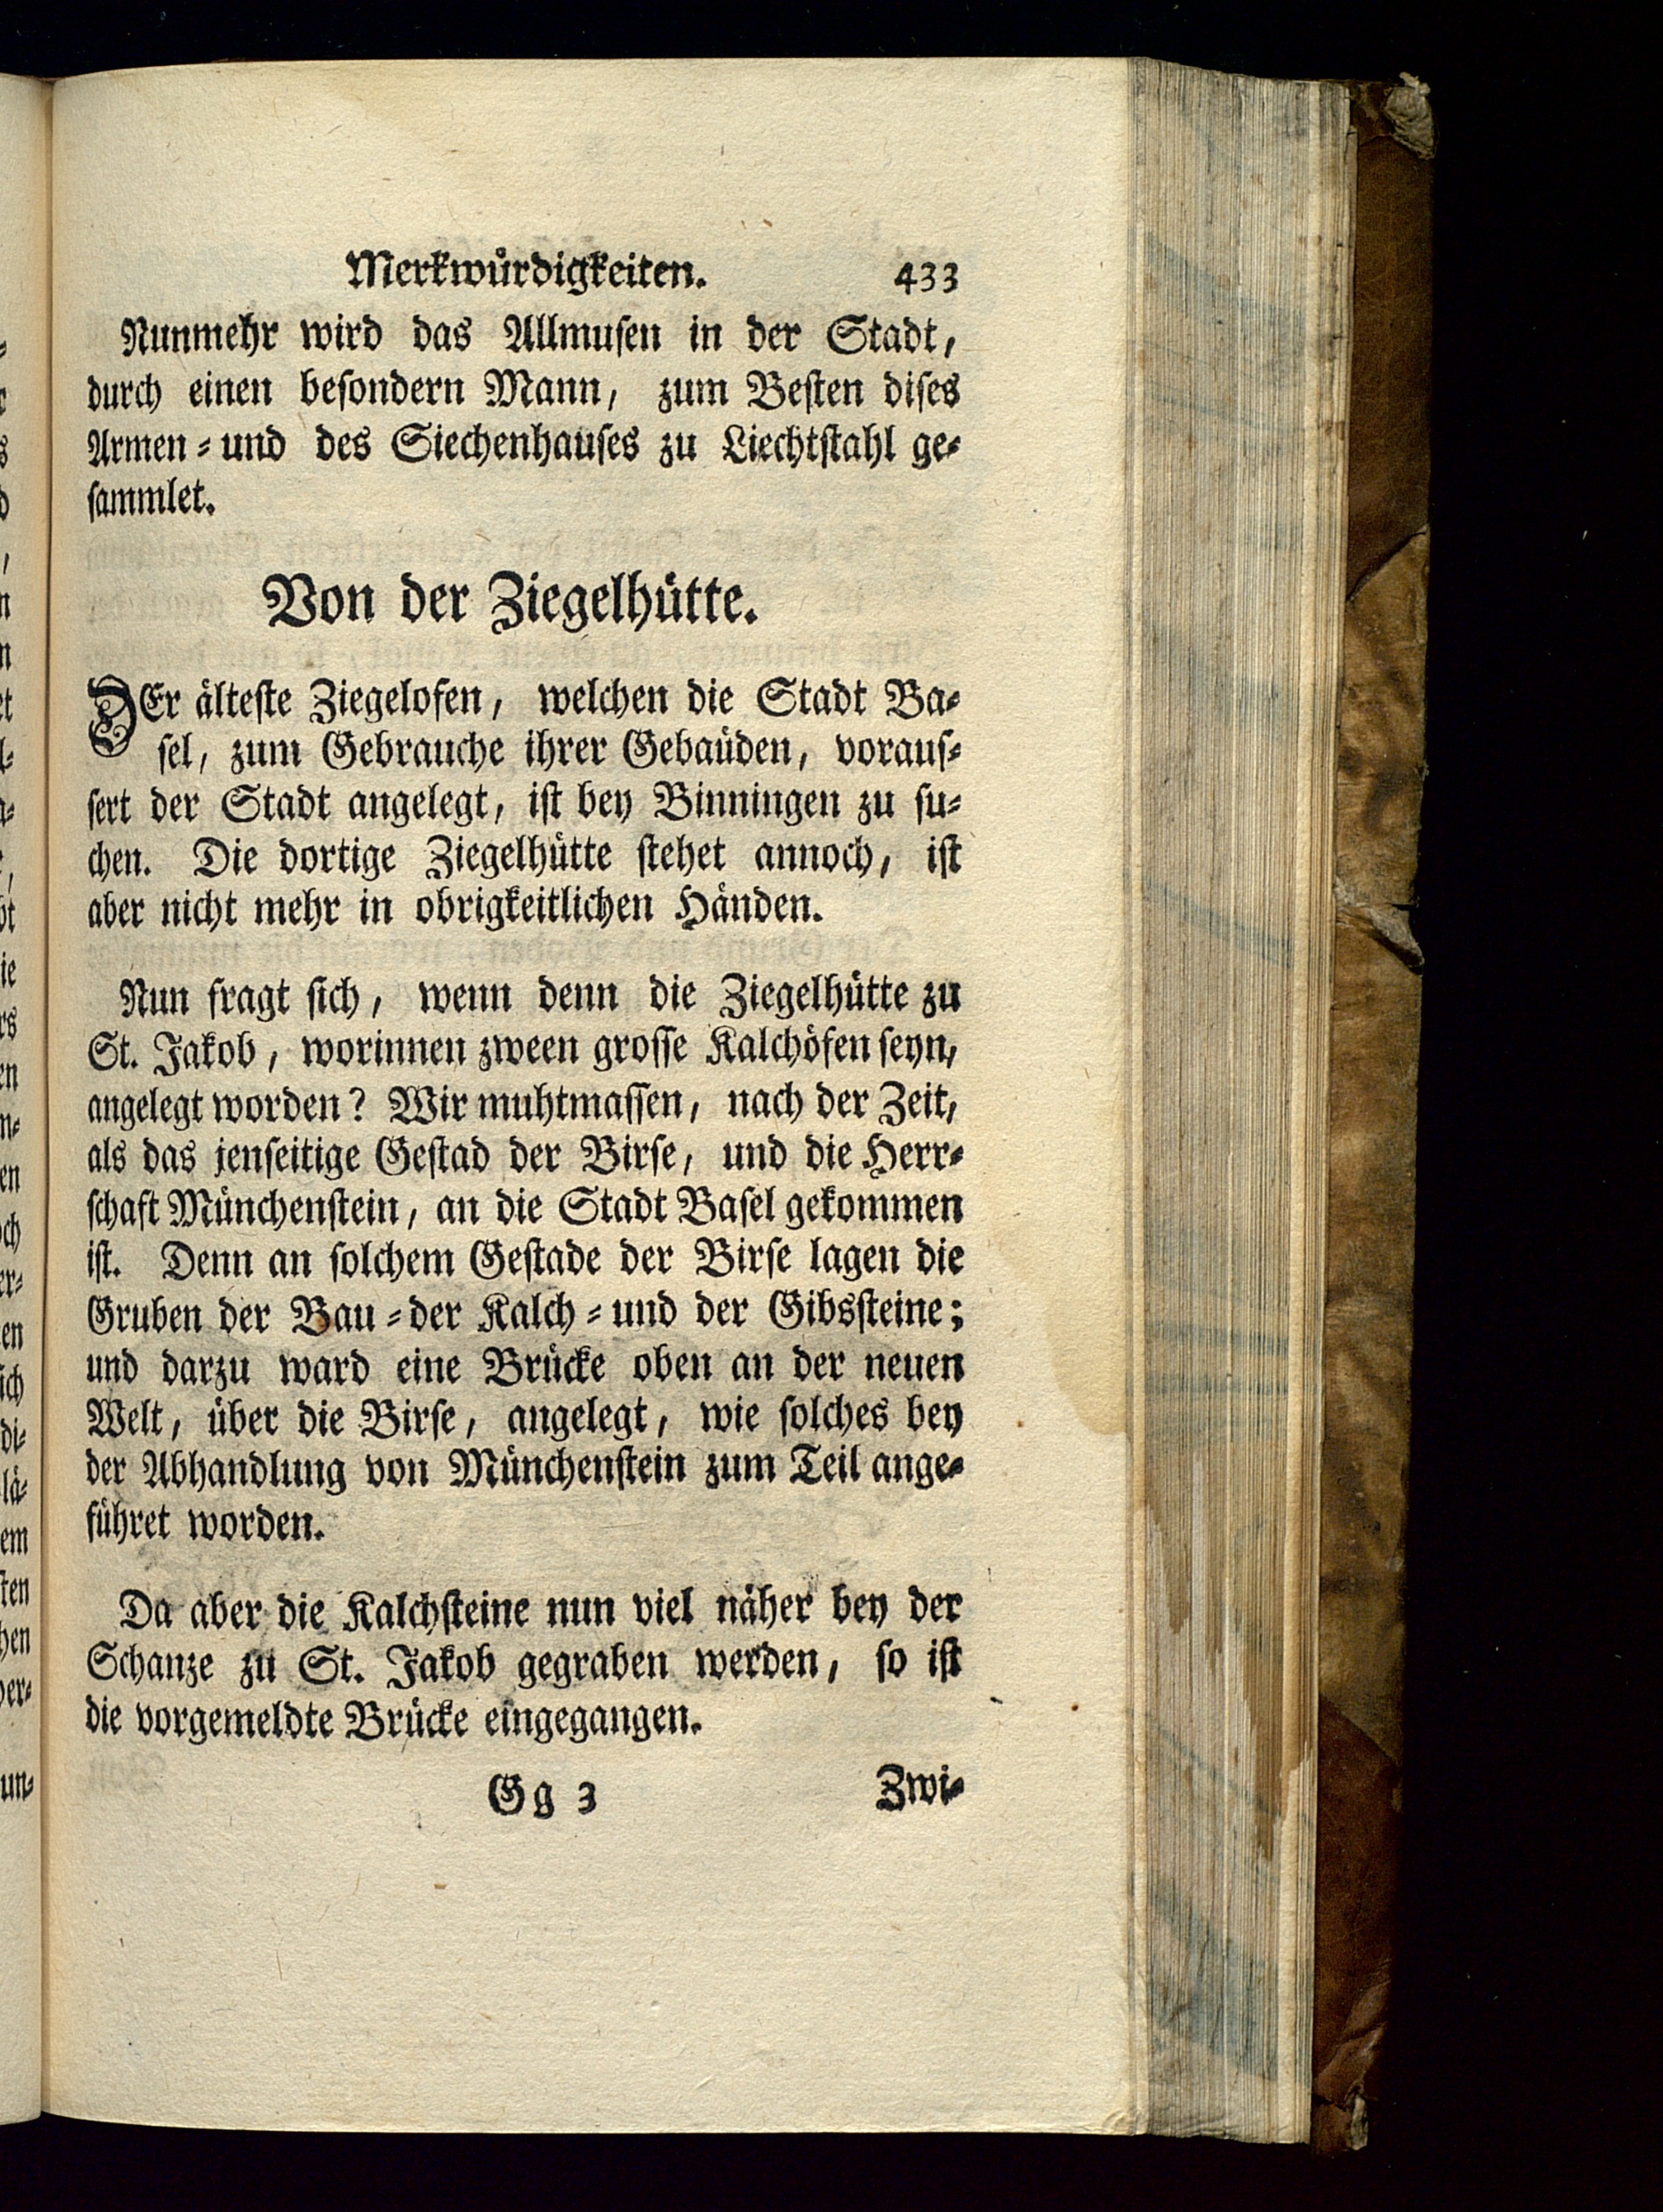 Merkwürdigkeiten. 433
Nunmehr wird das Allmuſen in der Stadt,
durch einen beſondern Mann, zum Beſten diſes
Armen⸗und des Siechenhauſes zu Liechtſtahl ge⸗
ſammlet.
Von der Ziegelhütte.
DEr älteſte Ziegelofen, welchen die Stadt Ba⸗
ſel, zum Gebrauche ihrer Gebaüden, voraus⸗
ſert der Stadt angelegt, iſt bey Binningen zu ſu⸗
chen. Die dortige Ziegelhütte ſtehet annoch, iſt
aber nicht mehr in obrigkeitlichen Händen.
Nun fragt ſich, wenn denn die Ziegelhütte zu
St. Jakob, worinnen zween groſſe Kalchöfen ſeyn,
angelegt worden? Wir muhtmaſſen, nach der Zeit,
als das jenſeitige Geſtad der Birſe, und die Herr⸗
ſchaft Münchenſtein, an die Stadt Baſel gekommen
iſt. Denn an ſolchem Geſtade der Birſe lagen die
Gruben der Bau⸗der Kalch⸗und der Gibsſteine;
und darzu ward eine Brücke oben an der neuen
Welt, über die Birſe, angelegt, wie ſolches bey
der Abhandlung von Münchenſtein zum Teil ange⸗
führet worden.
Da aber die Kalchſteine nun viel näher bey der
Schanze zu St. Jakob gegraben werden, ſo iſt
die vorgemeldte Brücke eingegangen.
Gg 3 Zwi⸗